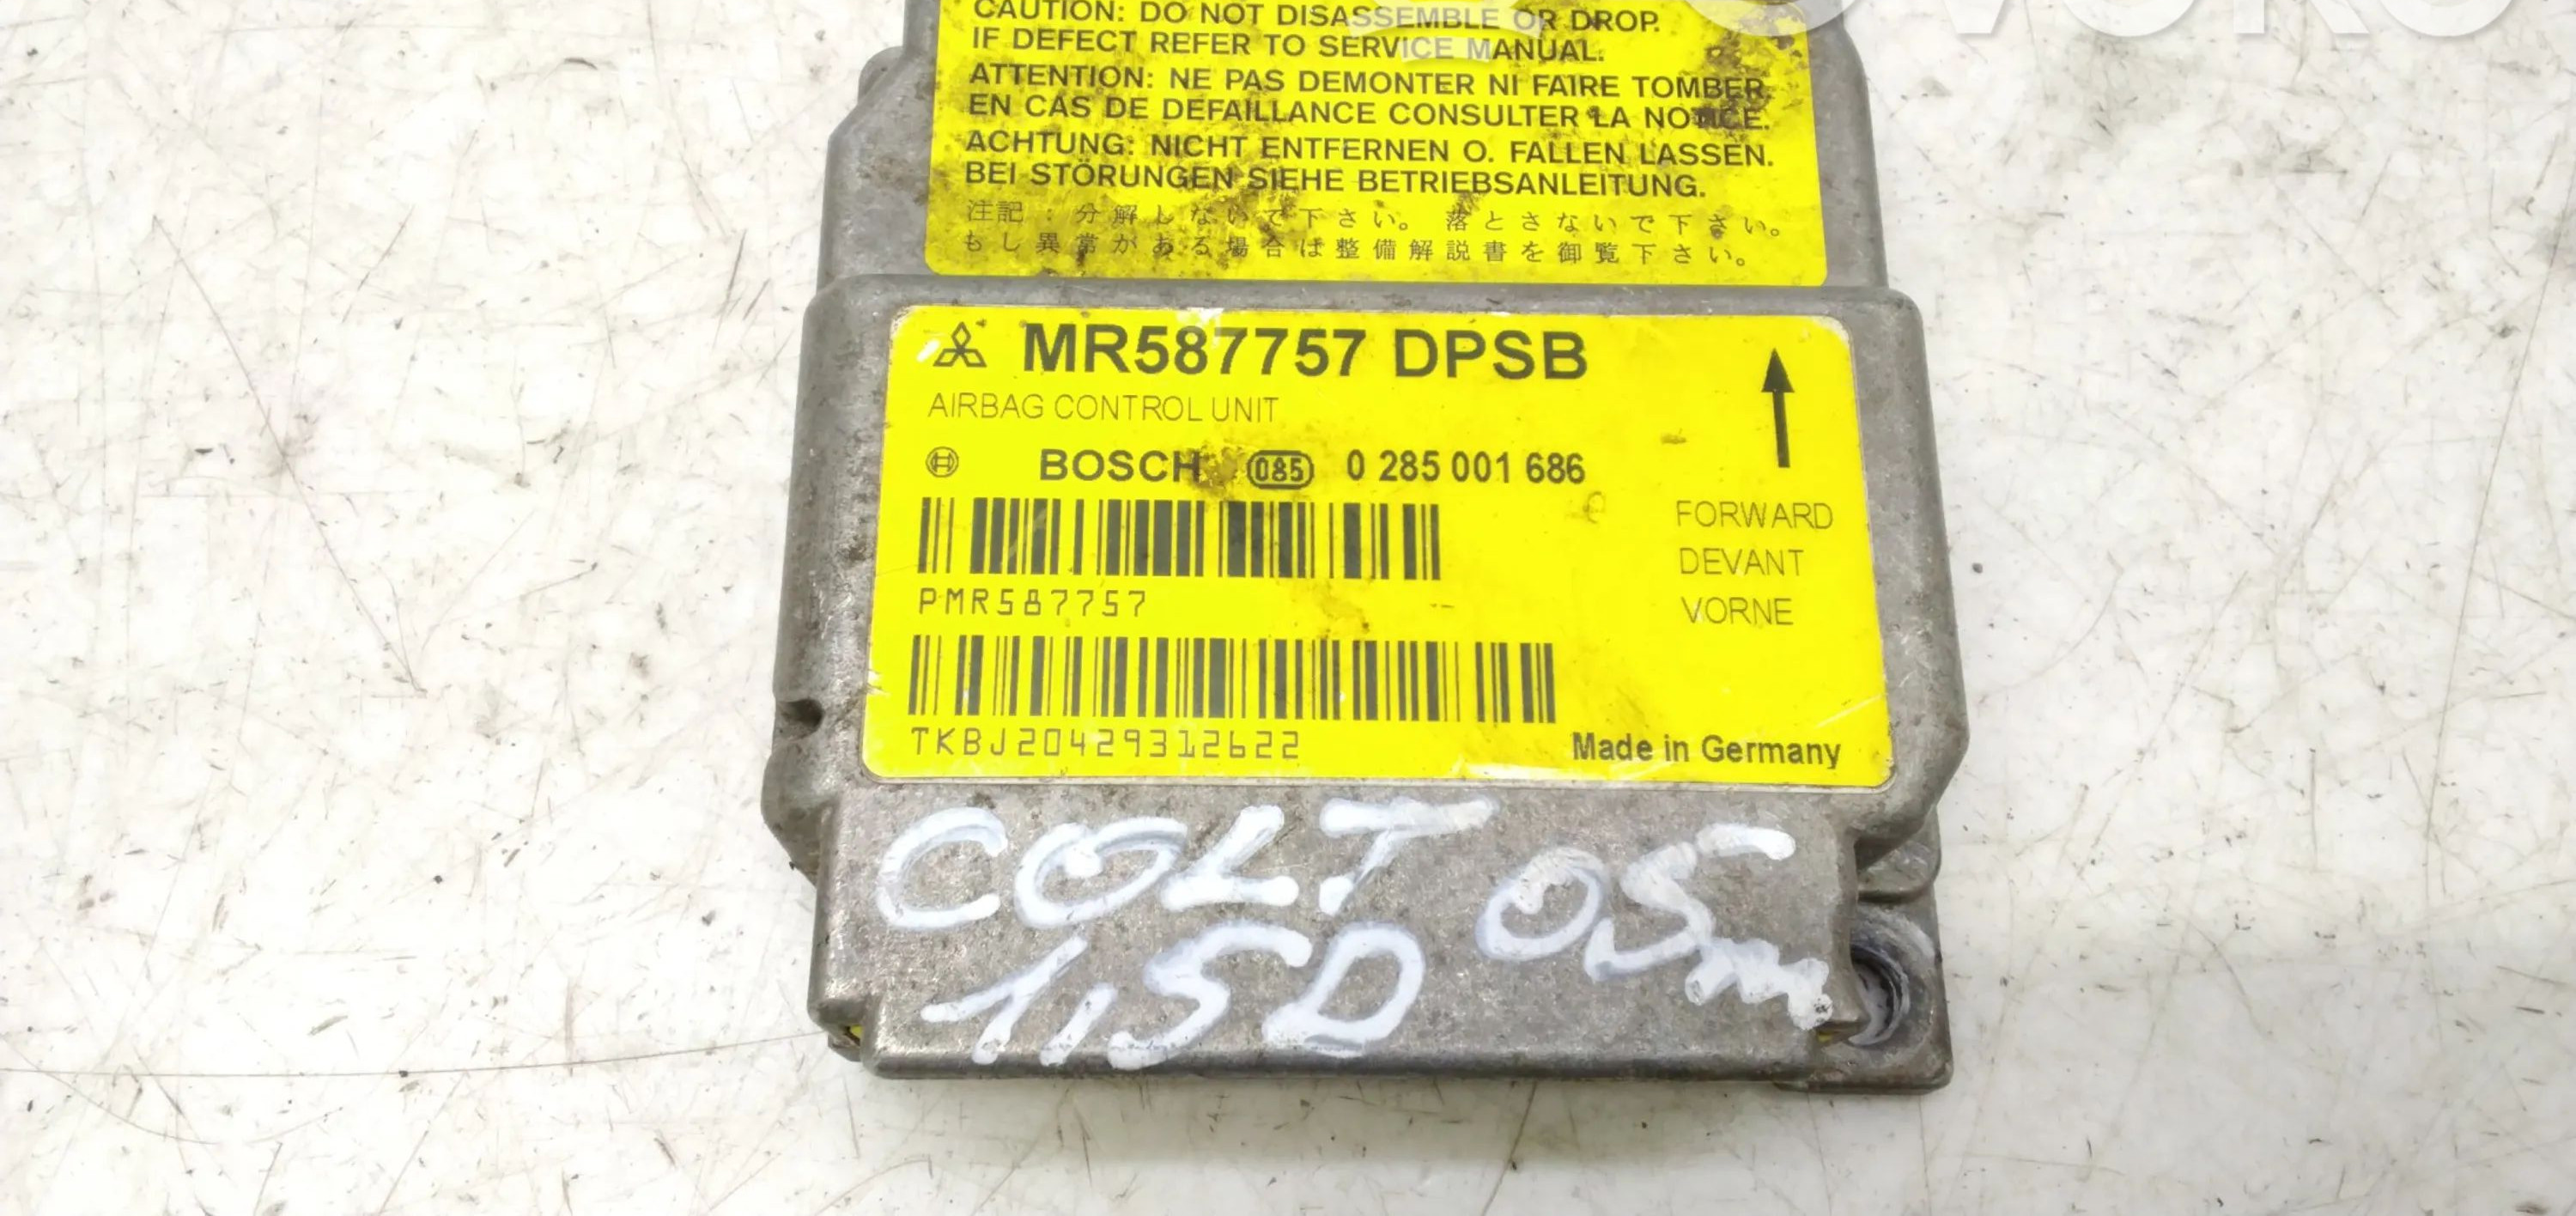 CAUTION: DO NOT DISASSEMBLE OR DROP.
IF DEFECT REFER TO SERVICE MANUAL.
ATTENTION: NE PAS DEMONTER NI FAIRE TOMBER.
EN CAS DE DEFAILLANCE CONSULTER LA NOTICE.
ACHTUNG: NICHT ENTFERNEN O. FALLEN LASSEN.
BEI STÖRUNGEN SIEHE BETRIEBSANLEITUNG.
注記:分解しないで下さい。落とさないで下さい。
もし異常がある場合は整備解説書を御覧下さい。
MR587757 DPSB
AIRBAG CONTROL UNIT
BOSCH 085 0 285 001 686
FORWARD
DEVANT
VORNE
PMR587757
TKBJ20429312622
Made in Germany
COLT 05m
1,5D